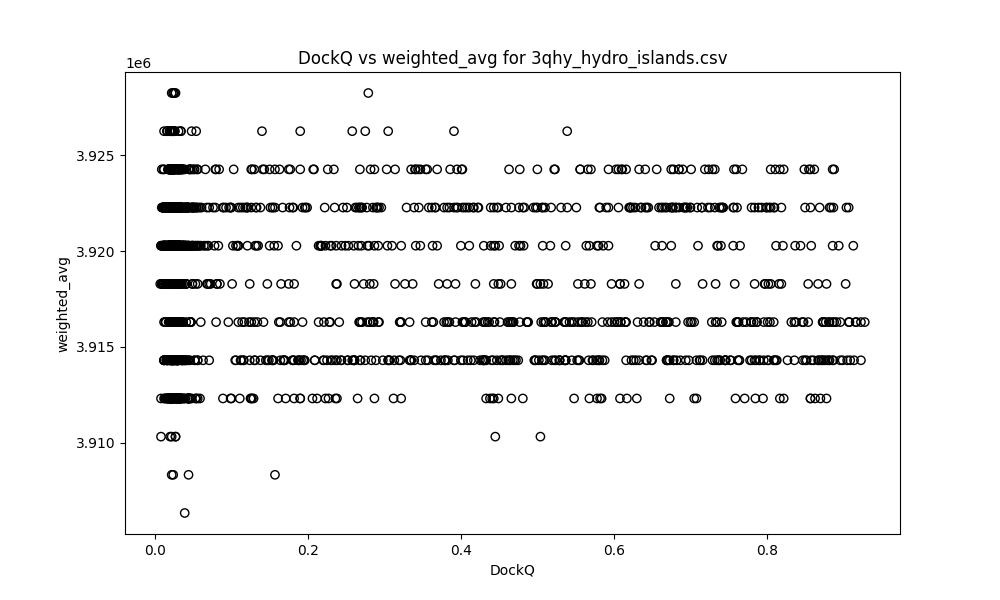 DockQ vs weighted_avg for 3qhy_hydro_islands.csv
1e6
3.925
3.920
3.915
3.910
weighted_avg
0.0 0.2 0.4 0.6 0.8
DockQ